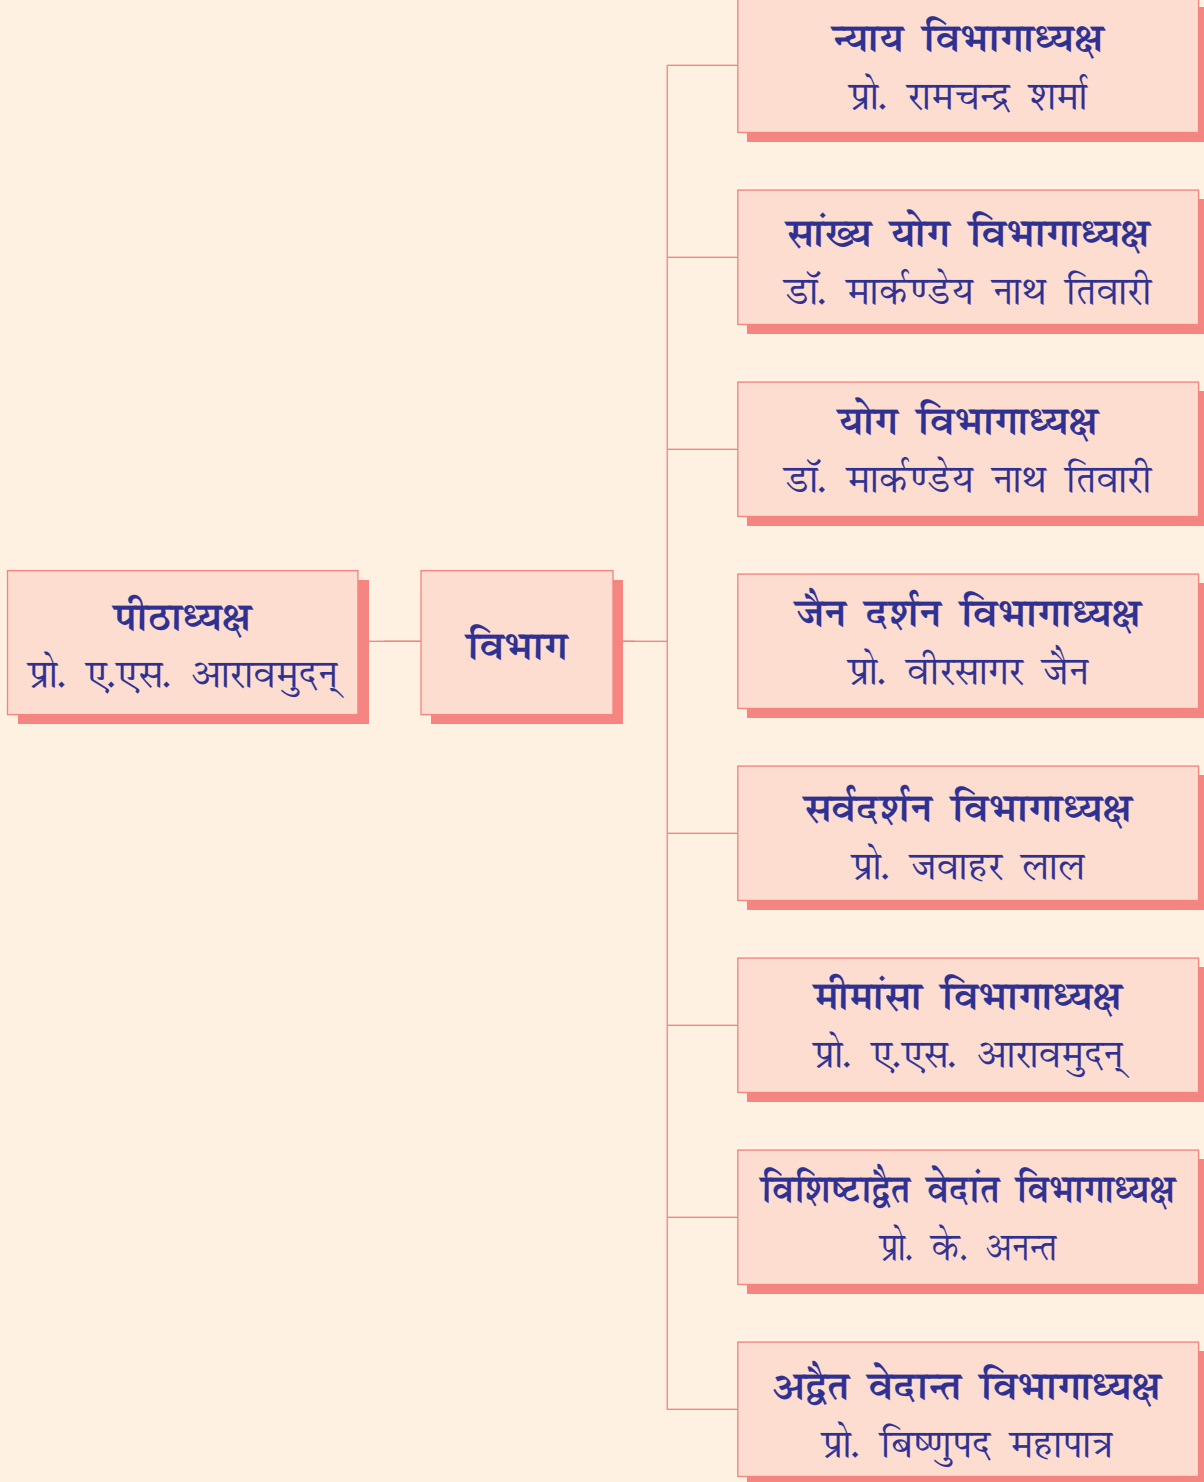 पीठाध्यक्ष
प्रो. ए.एस. आरावमुदन्
विभाग
न्याय विभागाध्यक्ष
प्रो. रामचन्द्र शर्मा
सांख्य योग विभागाध्यक्ष
डॉ. मार्कण्डेय नाथ तिवारी
योग विभागाध्यक्ष
डॉ. मार्कण्डेय नाथ तिवारी
जैन दर्शन विभागाध्यक्ष
प्रो. वीरसागर जैन
सर्वदर्शन विभागाध्यक्ष
प्रो. जवाहर लाल
मीमांसा विभागाध्यक्ष
प्रो. ए.एस. आरावमुदन्
विशिष्टाद्वैत वेदांत विभागाध्यक्ष
प्रो. के. अनन्त
अद्वैत वेदान्त विभागाध्यक्ष
प्रो. बिष्णुपद महापात्र